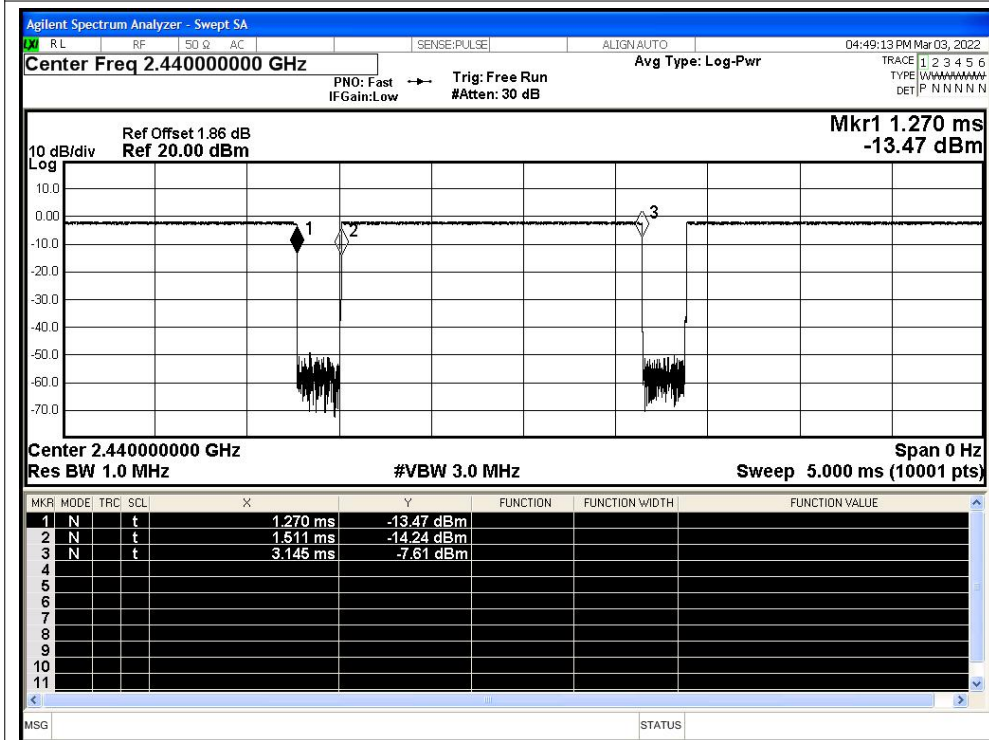 Agilent Spectrum Analyzer - Swept SA
LXI RL RF 50 Ω AC SENSE:PULSE ALIGN AUTO 04:49:13 PM Mar 03, 2022
Center Freq 2.440000000 GHz
PNO: Fast
IFGain:Low
Trig: Free Run
#Atten: 30 dB
Avg Type: Log-Pwr
TRACE 1 2 3 4 5 6
TYPE WWWWWW
DET P N N N N N
Mkr1 1.270 ms
-13.47 dBm
Ref Offset 1.86 dB
10 dB/div Ref 20.00 dBm
Log
10.0
0.00
-10.0
-20.0
-30.0
-40.0
-50.0
-60.0
-70.0
1
2
3
Center 2.440000000 GHz Span 0 Hz
Res BW 1.0 MHz #VBW 3.0 MHz Sweep 5.000 ms (10001 pts)
MKR MODE TRC SCL X Y FUNCTION FUNCTION WIDTH FUNCTION VALUE
1 N t 1.270 ms -13.47 dBm
2 N t 1.511 ms -14.24 dBm
3 N t 3.145 ms -7.61 dBm
4
5
6
7
8
9
10
11
MSG STATUS